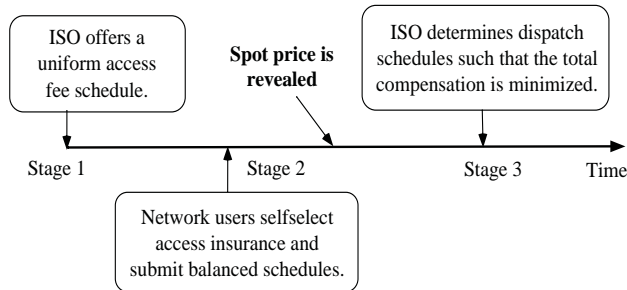 ISO offers a
uniform access
fee schedule.
Spot price is
revealed
ISO determines dispatch
schedules such that the total
compensation is minimized.
Stage 1
Stage 2
Stage 3
Time
Network users selfselect
access insurance and
submit balanced schedules.